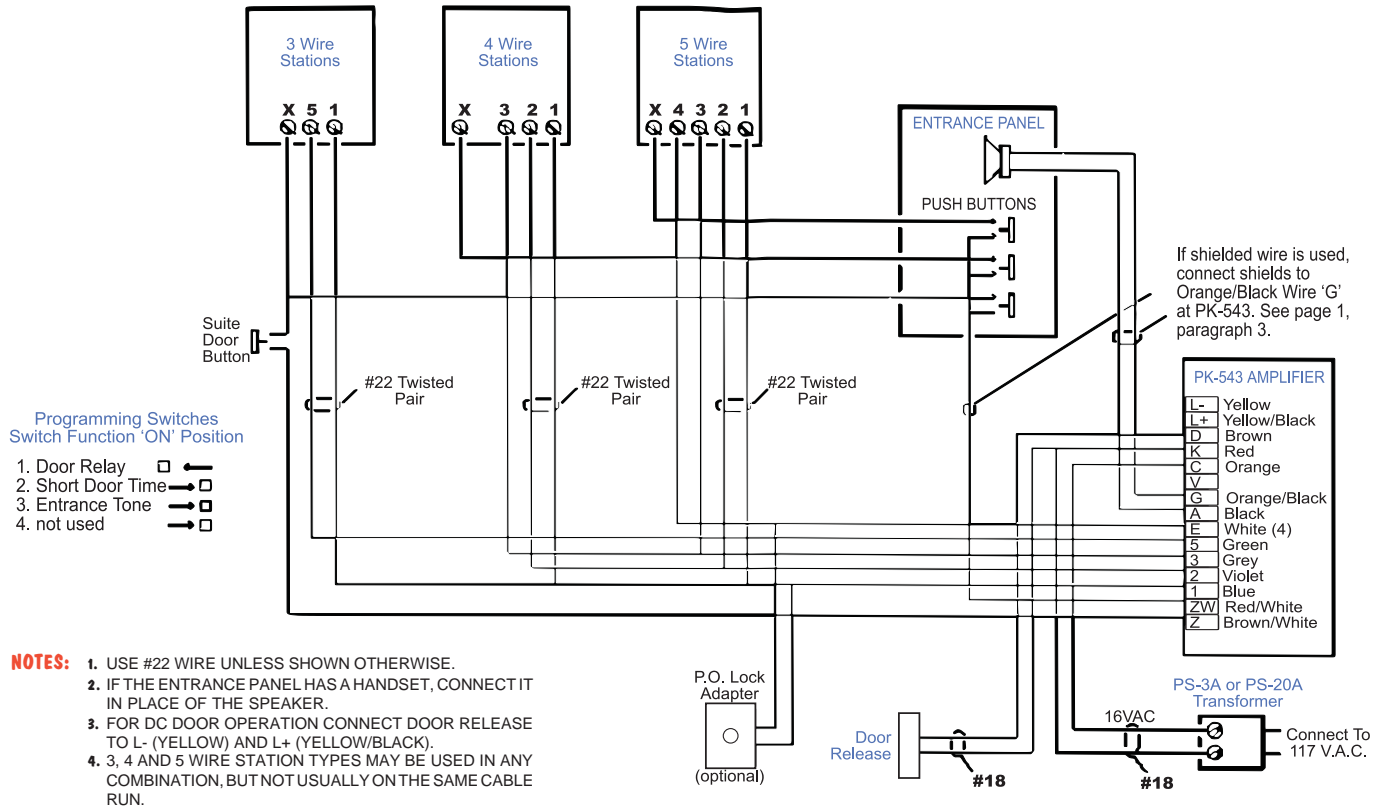 3 Wire
Stations
X 5 1
4 Wire
Stations
X 3 2 1
5 Wire
Stations
X 4 3 2 1
ENTRANCE PANEL
PUSH BUTTONS
If shielded wire is used,
connect shields to
Orange/Black Wire ‘G’
at PK-543. See page 1,
paragraph 3.
Suite
Door
Button
#22 Twisted
Pair
#22 Twisted
Pair
#22 Twisted
Pair
Programming Switches
Switch Function ‘ON’ Position
1. Door Relay
2. Short Door Time
3. Entrance Tone
4. not used
PK-543 AMPLIFIER
L- Yellow
L+ Yellow/Black
D Brown
K Red
C Orange
V
G Orange/Black
A Black
E White (4)
5 Green
3 Grey
2 Violet
1 Blue
ZW Red/White
Z Brown/White
NOTES: 1. USE #22 WIRE UNLESS SHOWN OTHERWISE.
2. IF THE ENTRANCE PANEL HAS A HANDSET, CONNECT IT
IN PLACE OF THE SPEAKER.
3. FOR DC DOOR OPERATION CONNECT DOOR RELEASE
TO L- (YELLOW) AND L+ (YELLOW/BLACK).
4. 3, 4 AND 5 WIRE STATION TYPES MAY BE USED IN ANY
COMBINATION, BUT NOT USUALLY ON THE SAME CABLE
RUN.
P.O. Lock
Adapter
(optional)
Door
Release
#18
16VAC
#18
PS-3A or PS-20A
Transformer
Connect To
117 V.A.C.